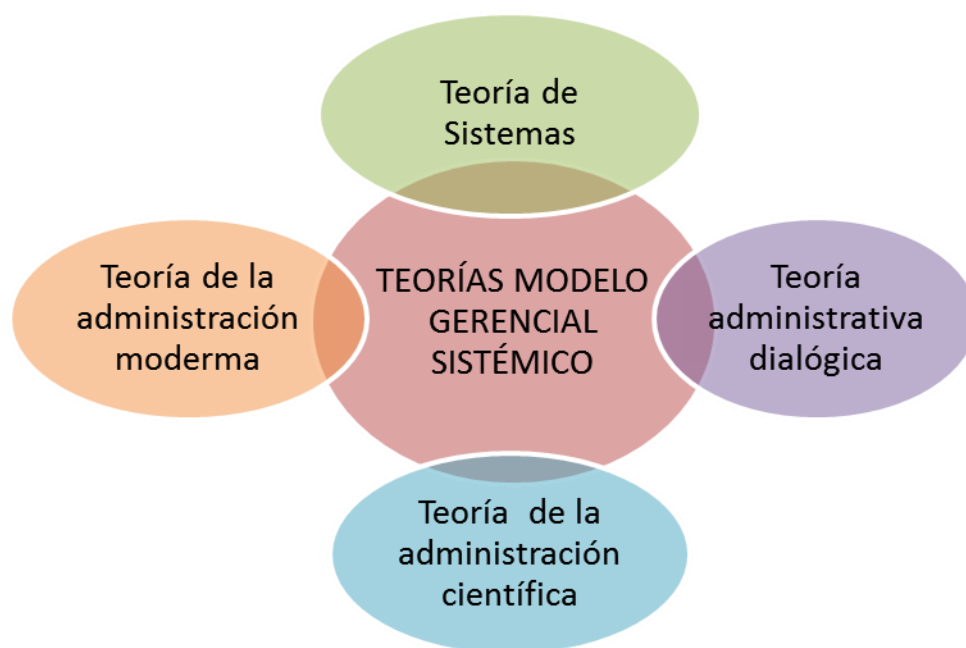 Teoría de
Sistemas
Teoría de la
administración
moderma
TEORÍAS MODELO
GERENCIAL
SISTÉMICO
Teoría
administrativa
dialógica
Teoría de la
administración
científica